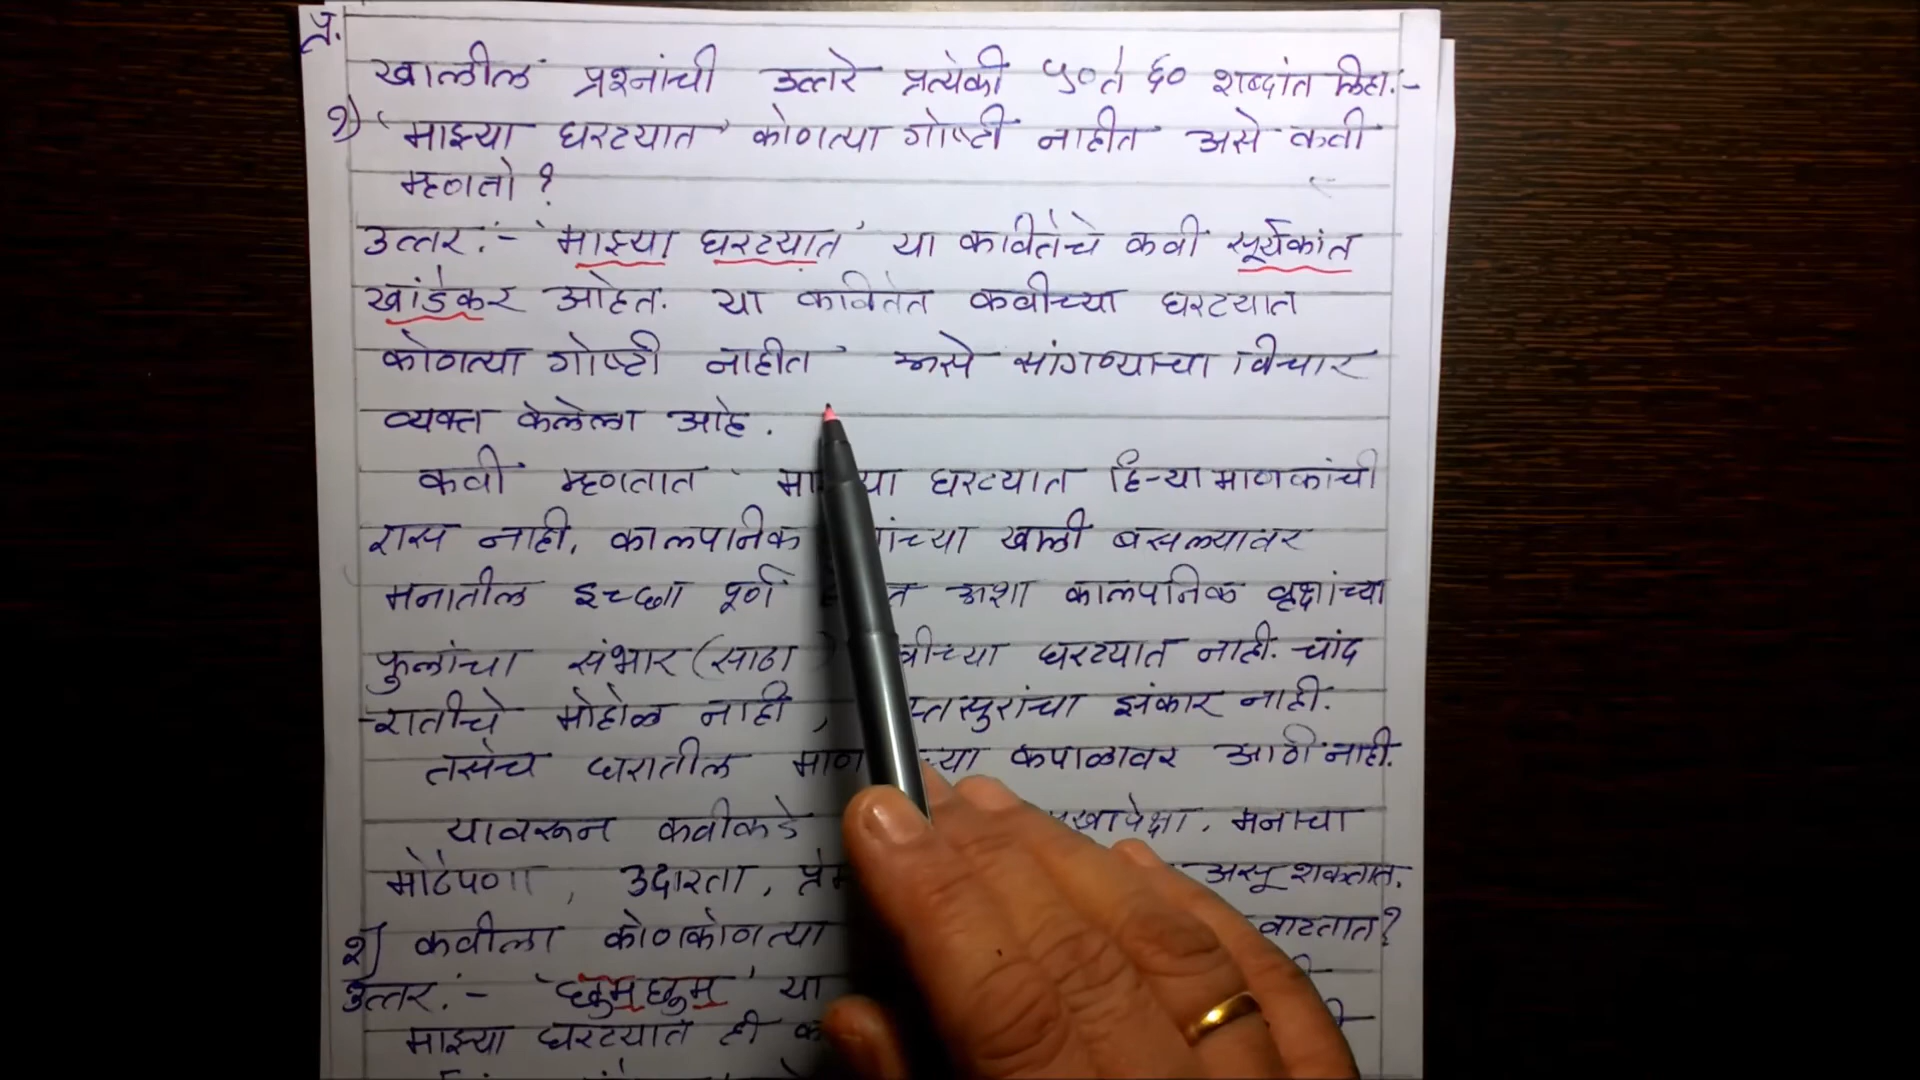 प्र.
खालील प्रश्नांची उत्तरे प्रत्येकी ५० ते ६० शब्दांत लिहा.:-
१) 'माझ्या घरट्यात' कोणत्या गोष्टी नाहीत असे कवी
म्हणतो ?
उत्तर :- 'माझ्या घरट्यात' या कवितेचे कवी सूर्यकांत
खांडेकर आहेत. या कवितेत कवीच्या घरट्यात
कोणत्या गोष्टी नाहीत असे सांगण्याचा विचार
व्यक्त केलेला आहे.
कवी म्हणतात घरट्यात हिऱ्या माणकांची
रास नाही. काल्पनिक खाली बसल्यावर
मनातील इच्छा पूर्ण अशा काल्पनिक वृक्षांच्या
फुलांचा संभार (साठा ) घरट्यात नाही. चांद
रातीचे मोहोळ नाही, झंकार नाही.
तसेच घरातील कपाळावर आठी नाही.
यावरून कवीकडे मनाचा
मोठेपणा, उदारता, असू शकतात.
२) कवीला कोणकोणत्या वाटतात?
उत्तर :- 'छुमछुम' या
माझ्या घरट्यात ही